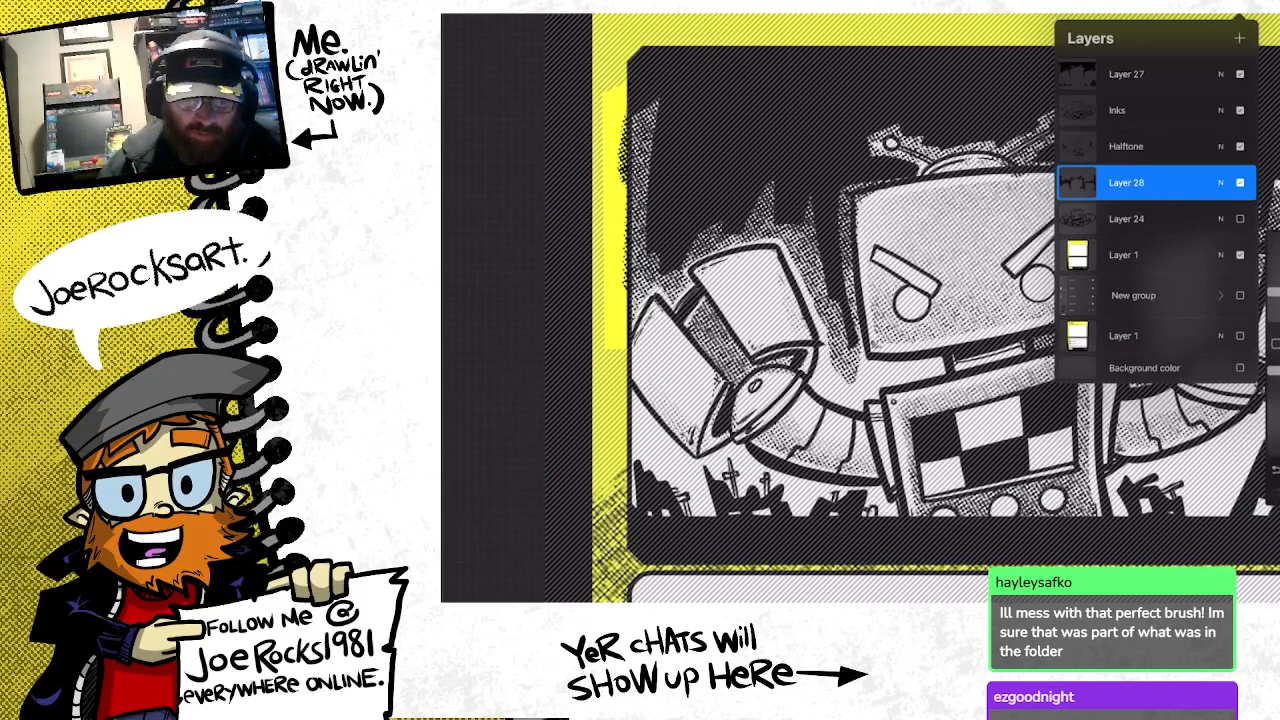 Me.
(drawlin'
right
now.)
JoeRocksart.
Follow me @
JoeRocks1981
everywhere online.
Layers
Layer 27 N
Inks N
Halftone N
Layer 28 N
Layer 24 N
Layer 1 N
New group
Layer 1 N
Background color
Yer chats will
show up here
hayleysafko
Ill mess with that perfect brush! Im
sure that was part of what was in
the folder
ezgoodnight